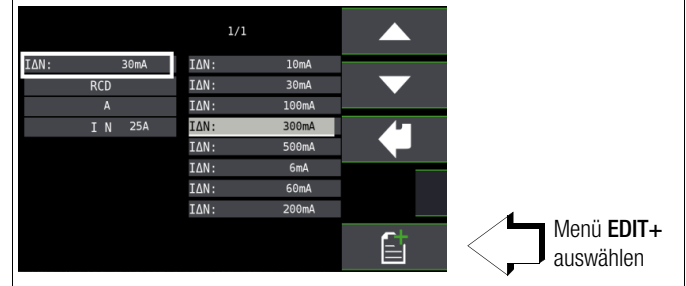 1/1
IΔN: 30mA
RCD
A
I N 25A
IΔN: 10mA
IΔN: 30mA
IΔN: 100mA
IΔN: 300mA
IΔN: 500mA
IΔN: 6mA
IΔN: 60mA
IΔN: 200mA
Menü EDIT+
auswählen